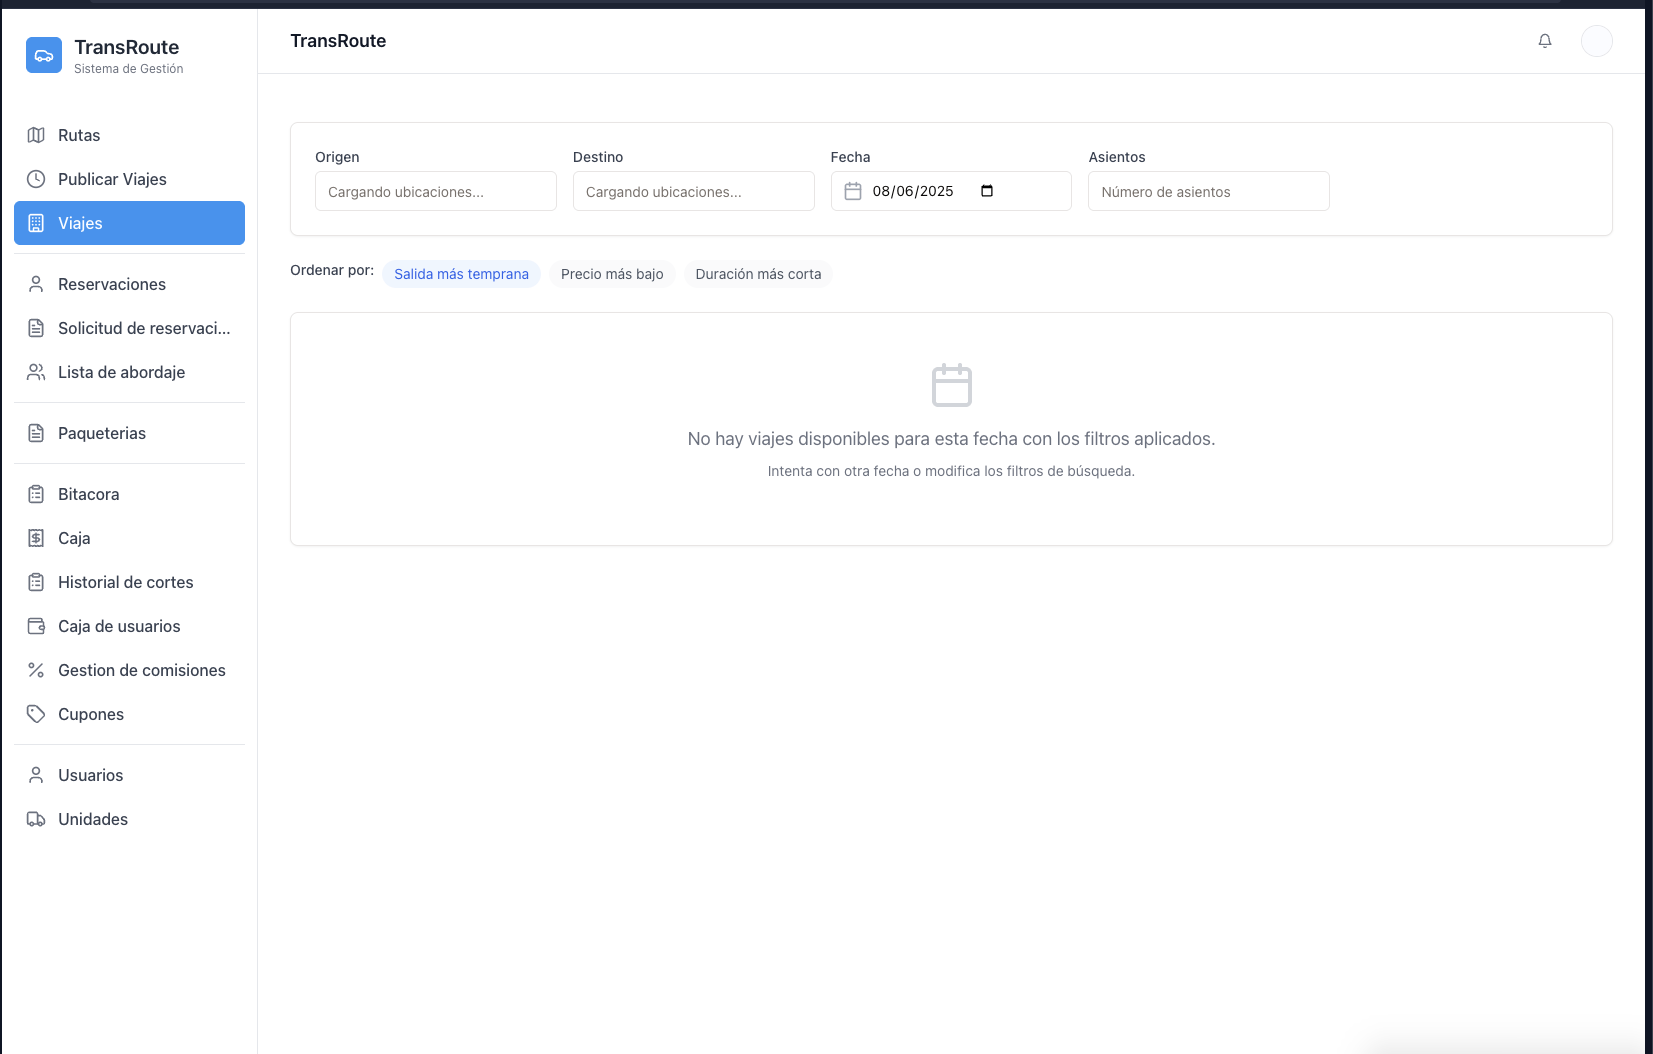 TransRoute
Sistema de Gestión
Rutas
Publicar Viajes
Viajes
Reservaciones
Solicitud de reservaci...
Lista de abordaje
Paqueterias
Bitacora
Caja
Historial de cortes
Caja de usuarios
Gestion de comisiones
Cupones
Usuarios
Unidades
TransRoute
Origen Destino Fecha Asientos
Cargando ubicaciones... Cargando ubicaciones... 08/06/2025 Número de asientos
Ordenar por: Salida más temprana Precio más bajo Duración más corta
No hay viajes disponibles para esta fecha con los filtros aplicados.
Intenta con otra fecha o modifica los filtros de búsqueda.